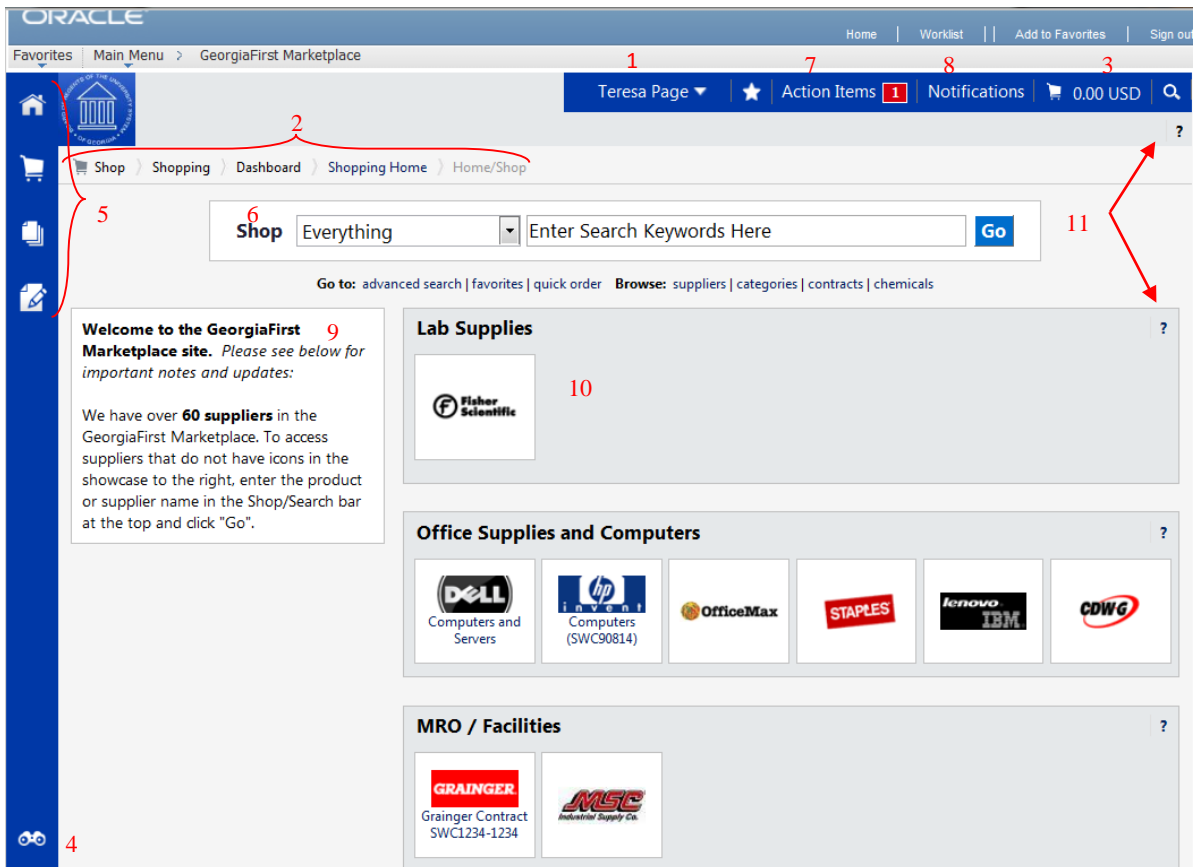 ORACLE
Home | Worklist | | Add to Favorites | Sign out
Favorites | Main Menu > GeorgiaFirst Marketplace
1 7 8 3
Teresa Page Action Items 1 Notifications 0.00 USD
2
?
Shop Shopping Dashboard Shopping Home Home/Shop
5
6
11
Shop Everything Enter Search Keywords Here Go
Go to: advanced search | favorites | quick order Browse: suppliers | categories | contracts | chemicals
Welcome to the GeorgiaFirst 9
Marketplace site. Please see below for
important notes and updates:
We have over 60 suppliers in the
GeorgiaFirst Marketplace. To access
suppliers that do not have icons in the
showcase to the right, enter the product
or supplier name in the Shop/Search bar
at the top and click "Go".
Lab Supplies ?
10
Fisher
Scientific
Office Supplies and Computers ?
DELL
Computers and
Servers
hp
invent
Computers
(SWC90814)
OfficeMax
STAPLES
lenovo
IBM
CDWG
MRO / Facilities ?
GRAINGER
Grainger Contract
SWC1234-1234
MSC
Industrial Supply Co.
4